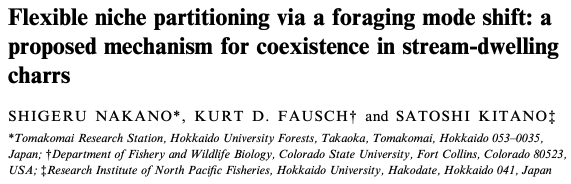 Flexible niche partitioning via a foraging mode shift: a
proposed mechanism for coexistence in stream-dwelling
charrs
SHIGERU NAKANO*, KURT D. FAUSCH† and SATOSHI KITANO‡
*Tomakomai Research Station, Hokkaido University Forests, Takaoka, Tomakomai, Hokkaido 053–0035,
Japan; †Department of Fishery and Wildlife Biology, Colorado State University, Fort Collins, Colorado 80523,
USA; ‡Research Institute of North Pacific Fisheries, Hokkaido University, Hakodate, Hokkaido 041, Japan